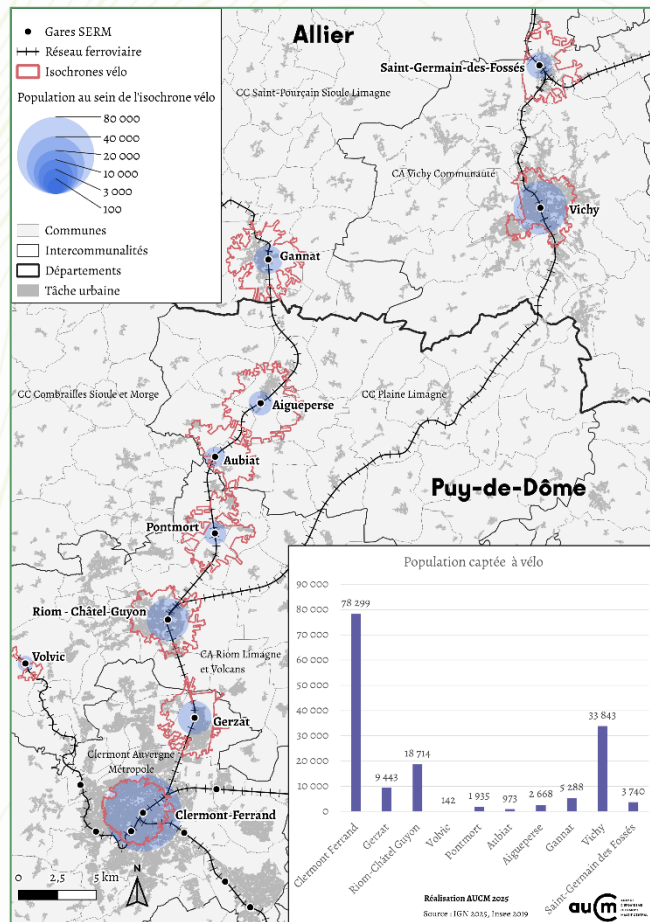 Gares SERM
Réseau ferroviaire
Isochrones vélo
Population au sein de l'isochrone vélo
80 000
40 000
20 000
10 000
3 000
100
Communes
Intercommunalités
Départements
Tâche urbaine
Allier
Saint-Germain-des-Fossés
CC Saint-Pourçain Sioule Limagne
CA Vichy Communauté
Vichy
Gannat
CC Combrailles Sioule et Morge
Aigueperse
CC Plaine Limagne
Aubiat
Puy-de-Dôme
Pontmort
Riom - Châtel-Guyon
Volvic
CA Riom Limagne
et Volcans
Gerzat
Clermont Auvergne
Métropole
Clermont-Ferrand
N
0 2,5 5 km
Population captée à vélo
90 000
80 000
70 000
60 000
50 000
40 000
30 000
20 000
10 000
0
78 299
9 443
18 714
142
1 935
973
2 668
5 288
33 843
3 740
Clermont Ferrand
Gerzat
Riom-Châtel Guyon
Volvic
Pontmort
Aubiat
Aigueperse
Gannat
Vichy
Saint-Germain des Fossés
Réalisation AUCM 2025
Source : IGN 2025, Insee 2019
aucm